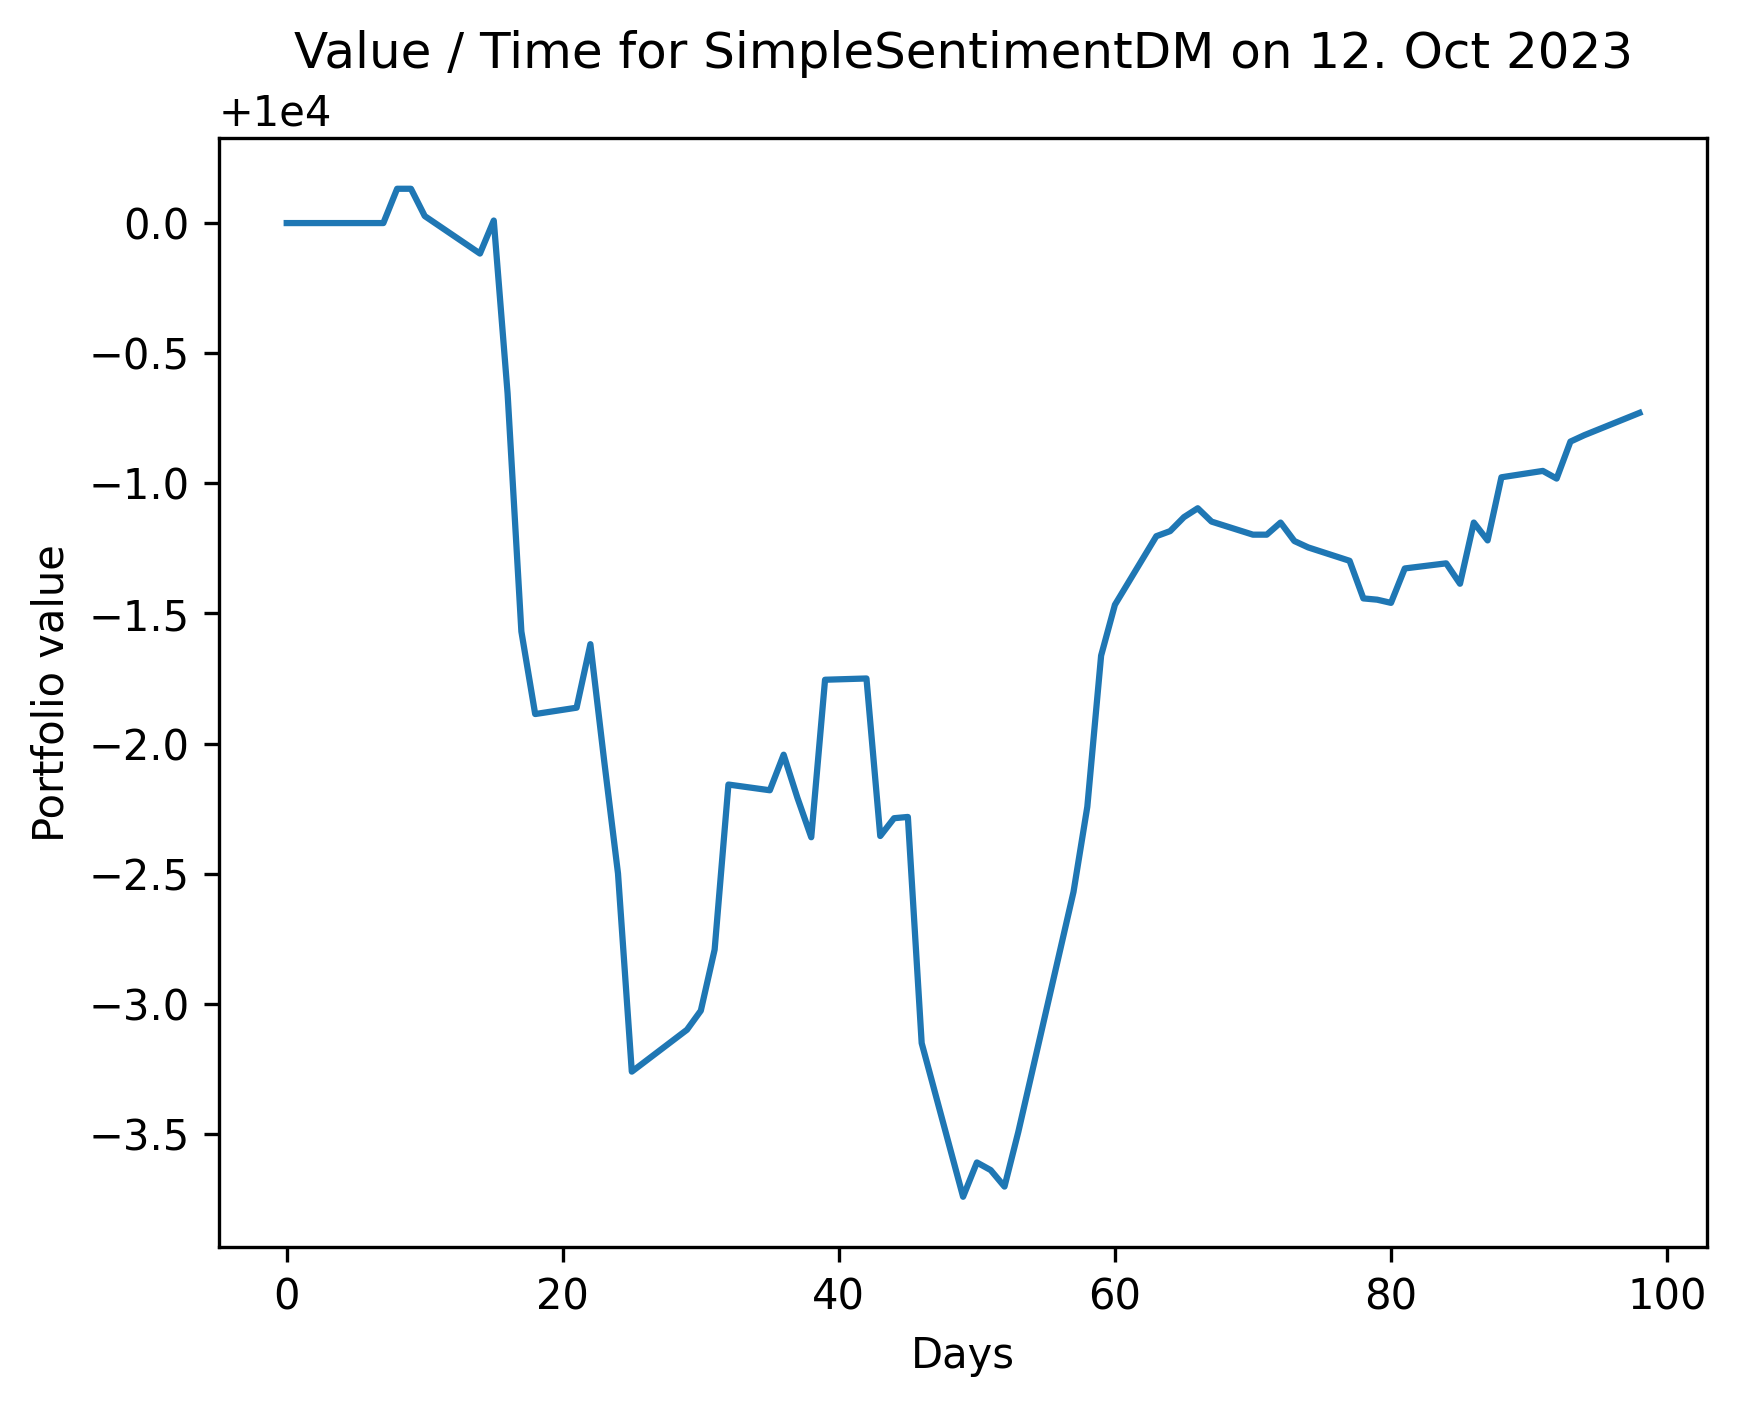 Value / Time for SimpleSentimentDM on 12. Oct 2023
+1e4
0.0
−0.5
−1.0
−1.5
−2.0
−2.5
−3.0
−3.5
Portfolio value
0 20 40 60 80 100
Days